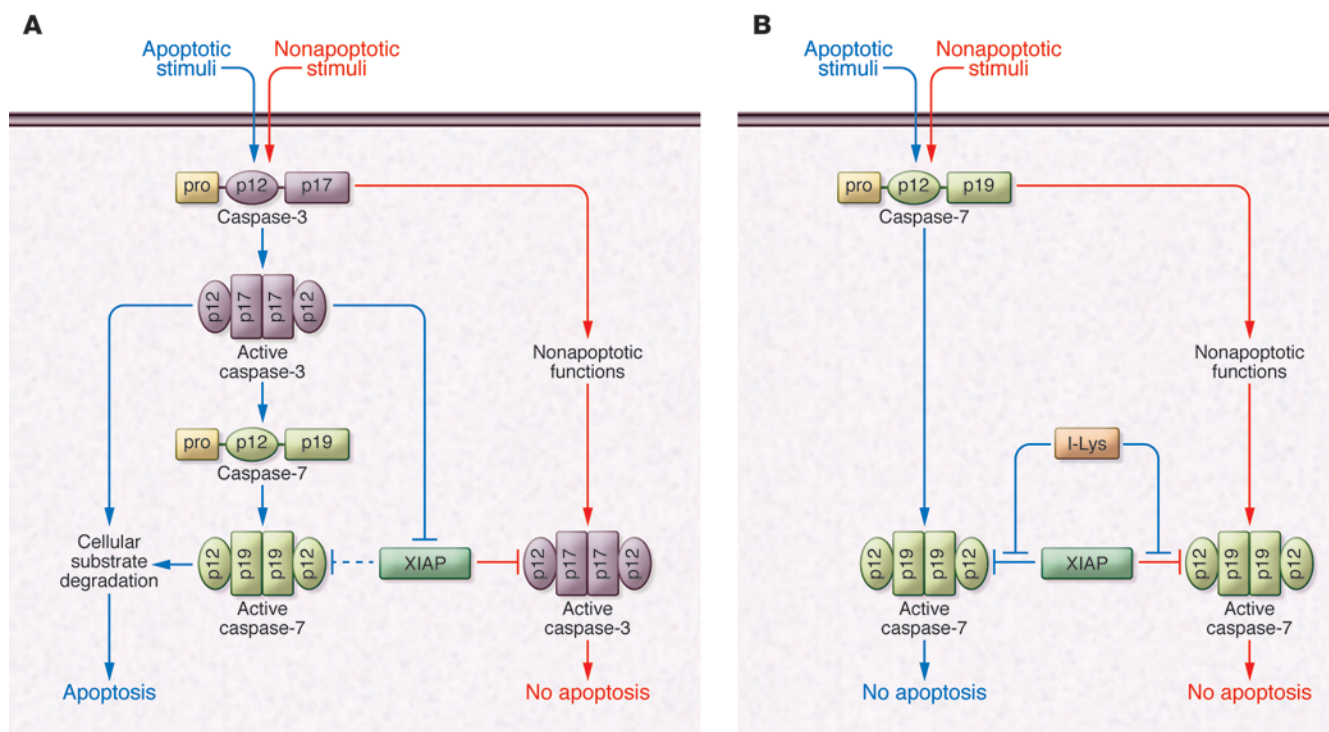 A
Apoptotic
stimuli
Nonapoptotic
stimuli
pro
p12
p17
Caspase-3
p12
p17
p17
p12
Active
caspase-3
Nonapoptotic
functions
pro
p12
p19
Caspase-7
Cellular
substrate
degradation
p12
p19
p19
p12
Active
caspase-7
XIAP
p12
p17
p17
p12
Active
caspase-3
Apoptosis
No apoptosis
B
Apoptotic
stimuli
Nonapoptotic
stimuli
pro
p12
p19
Caspase-7
Nonapoptotic
functions
I-Lys
p12
p19
p19
p12
Active
caspase-7
XIAP
p12
p19
p19
p12
Active
caspase-7
No apoptosis
No apoptosis